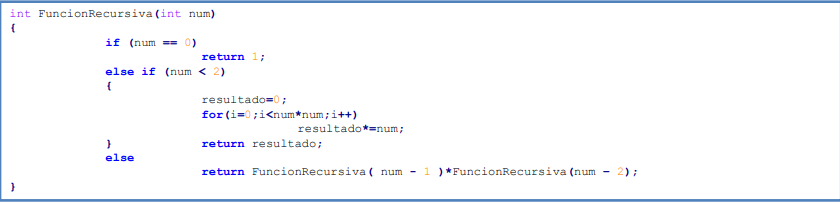 int FuncionRecursiva(int num)
{
if (num == 0)
return 1;
else if (num < 2)
{
resultado=0;
for(i=0;i<num*num;i++)
resultado*=num;
} return resultado;
else
return FuncionRecursiva( num - 1 )*FuncionRecursiva(num - 2);
}